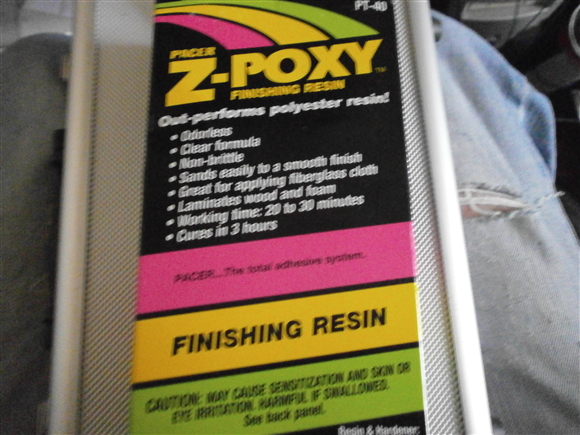 PT-40
PACER
Z-POXY™
FINISHING RESIN
Out-performs polyester resin!
• Odorless
• Clear formula
• Non-brittle
• Sands easily to a smooth finish
• Great for applying fiberglass cloth
• Laminates wood and foam
• Working time: 20 to 30 minutes
• Cures in 3 hours
PACER...The total adhesive system.
FINISHING RESIN
CAUTION: MAY CAUSE SENSITIZATION AND SKIN OR
EYE IRRITATION. HARMFUL IF SWALLOWED.
See back panel.
Resin & Hardener: